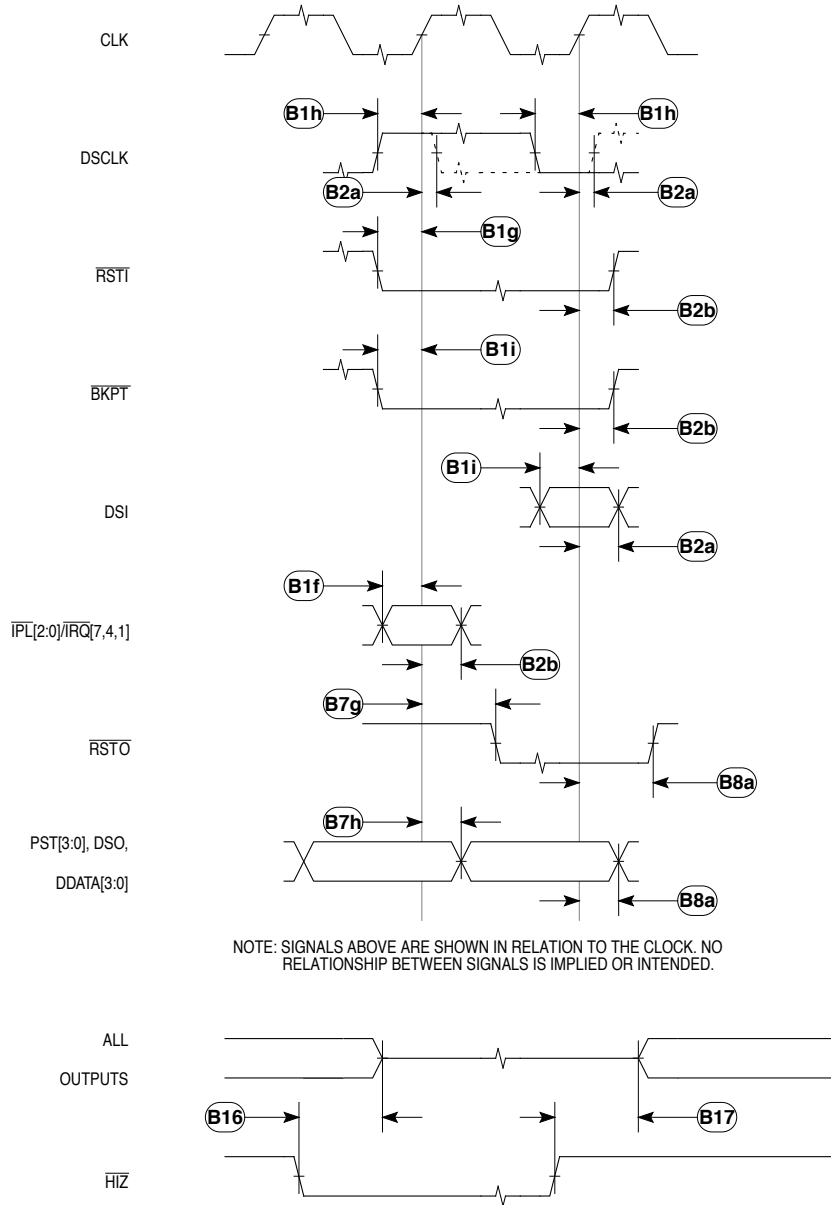 CLK
B1h
B1h
DSCLK
B2a
B2a
B1g
RSTI
B2b
B1i
BKPT
B2b
B1i
DSI
B2a
B1f
IPL[2:0]/IRQ[7,4,1]
B2b
B7g
RSTO
B8a
B7h
PST[3:0], DSO,
DDATA[3:0]
B8a
NOTE: SIGNALS ABOVE ARE SHOWN IN RELATION TO THE CLOCK. NO
RELATIONSHIP BETWEEN SIGNALS IS IMPLIED OR INTENDED.
ALL
OUTPUTS
B16
B17
HIZ